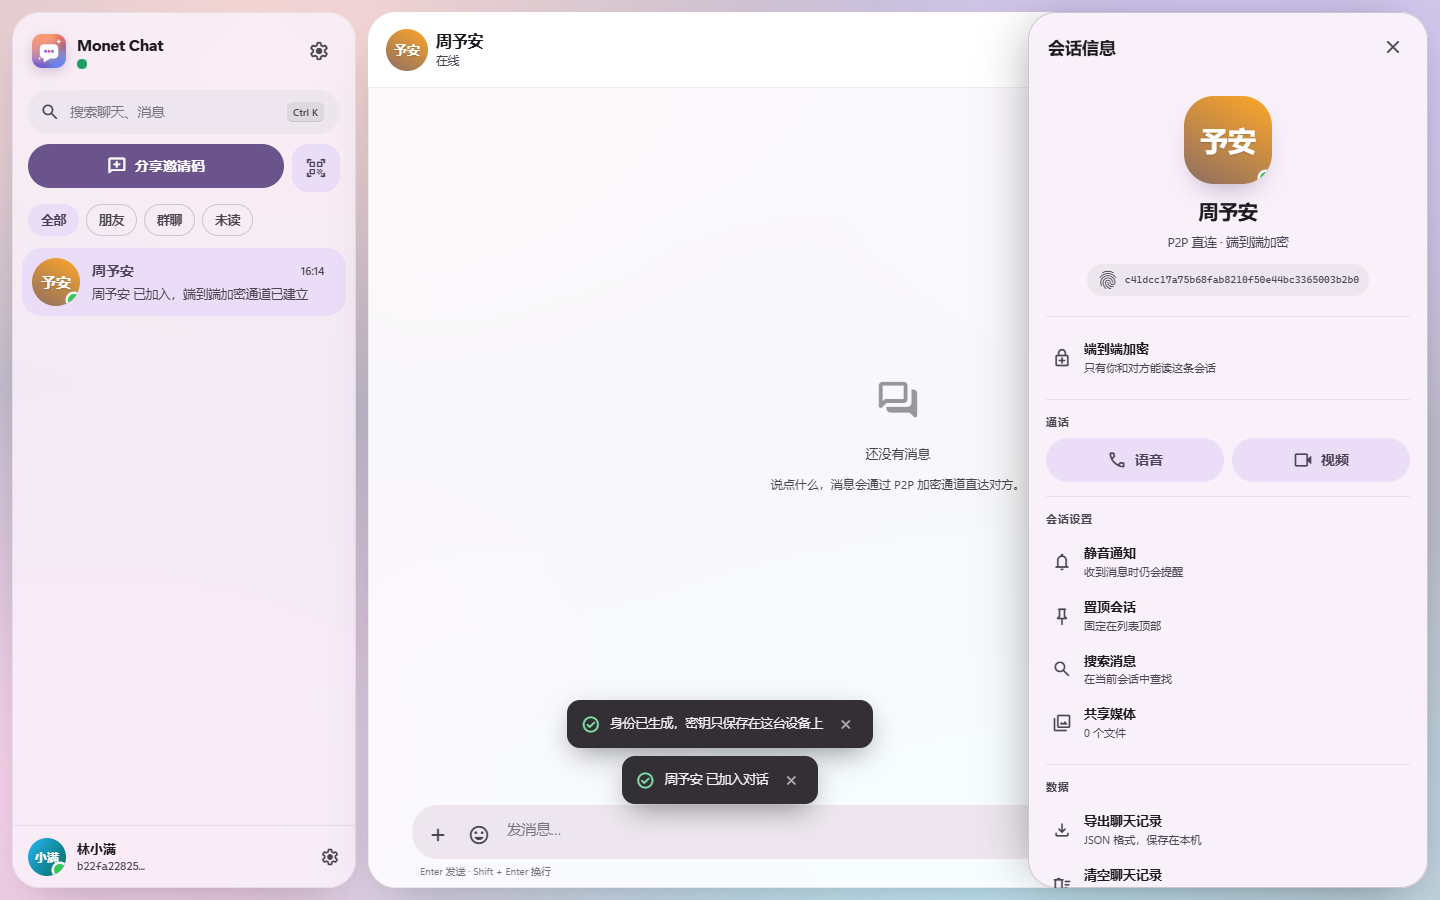 Monet Chat
搜索聊天、消息
Ctrl K
分享邀请码
全部
朋友
群聊
未读
予安
周予安
16:14
周予安 已加入，端到端加密通道已建立
小满
林小满
b22fa22825…
予安
周予安
在线
还没有消息
说点什么，消息会通过 P2P 加密通道直达对方。
身份已生成，密钥只保存在这台设备上
周予安 已加入对话
发消息…
Enter 发送 · Shift + Enter 换行
会话信息
予安
周予安
P2P 直连 · 端到端加密
c41dcc17a75b68fab8210f50e44bc3365003b2b0
端到端加密
只有你和对方能读这条会话
通话
语音
视频
会话设置
静音通知
收到消息时仍会提醒
置顶会话
固定在列表顶部
搜索消息
在当前会话中查找
共享媒体
0 个文件
数据
导出聊天记录
JSON 格式，保存在本机
清空聊天记录